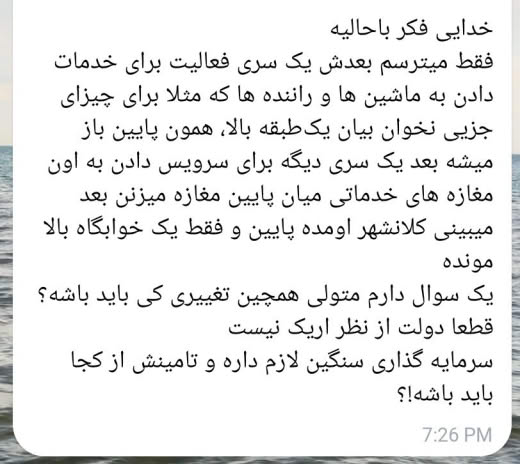 خدایی فکر باحالیه
فقط میترسم بعدش یک سری فعالیت برای خدمات
دادن به ماشین ها و راننده ها که مثلا برای چیزای
جزیی نخوان بیان یک‌طبقه بالا، همون پایین باز
میشه بعد یک سری دیگه برای سرویس دادن به اون
مغازه های خدماتی میان پایین مغازه میزنن بعد
میبینی کلانشهر اومده پایین و فقط یک خوابگاه بالا
مونده
یک سوال دارم متولی همچین تغییری کی باید باشه؟
قطعا دولت از نظر اریک نیست
سرمایه گذاری سنگین لازم داره و تامینش از کجا
باید باشه!؟
7:26 PM